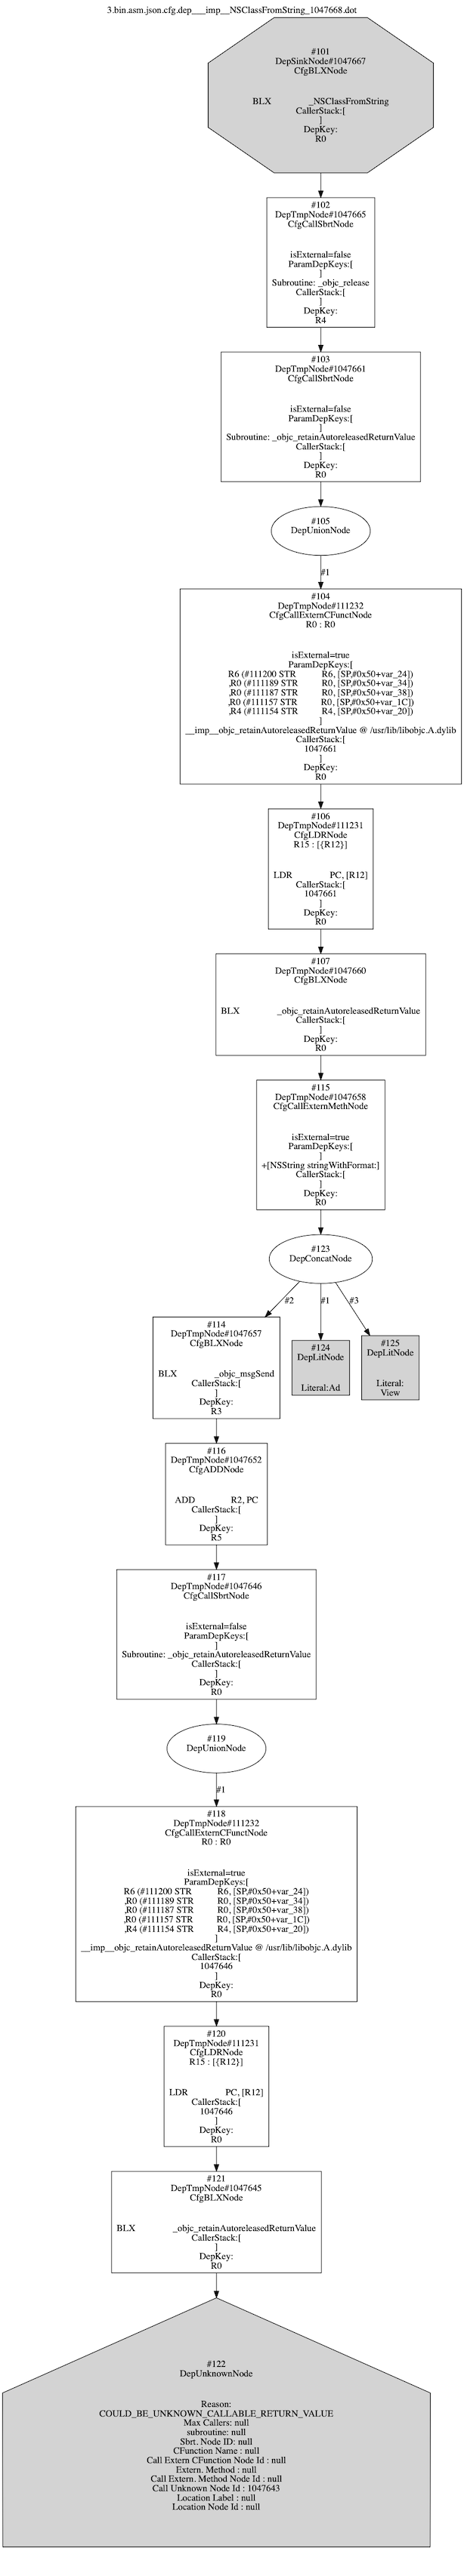 3.bin.asm.json.cfg.dep___imp__NSClassFromString_1047668.dot
#101
DepSinkNode#1047667
CfgBLXNode
BLX _NSClassFromString
CallerStack:[
]
DepKey:
R0
#102
DepTmpNode#1047665
CfgCallSbrtNode
isExternal=false
ParamDepKeys:[
]
Subroutine: _objc_release
CallerStack:[
]
DepKey:
R4
#103
DepTmpNode#1047661
CfgCallSbrtNode
isExternal=false
ParamDepKeys:[
]
Subroutine: _objc_retainAutoreleasedReturnValue
CallerStack:[
]
DepKey:
R0
#105
DepUnionNode
#1
#104
DepTmpNode#111232
CfgCallExternCFunctNode
R0 : R0
isExternal=true
ParamDepKeys:[
R6 (#111200 STR R6, [SP,#0x50+var_24])
,R0 (#111189 STR R0, [SP,#0x50+var_34])
,R0 (#111187 STR R0, [SP,#0x50+var_38])
,R0 (#111157 STR R0, [SP,#0x50+var_1C])
,R4 (#111154 STR R4, [SP,#0x50+var_20])
]
__imp__objc_retainAutoreleasedReturnValue @ /usr/lib/libobjc.A.dylib
CallerStack:[
1047661
]
DepKey:
R0
#106
DepTmpNode#111231
CfgLDRNode
R15 : [{R12}]
LDR PC, [R12]
CallerStack:[
1047661
]
DepKey:
R0
#107
DepTmpNode#1047660
CfgBLXNode
BLX _objc_retainAutoreleasedReturnValue
CallerStack:[
]
DepKey:
R0
#115
DepTmpNode#1047658
CfgCallExternMethNode
isExternal=true
ParamDepKeys:[
]
+[NSString stringWithFormat:]
CallerStack:[
]
DepKey:
R0
#123
DepConcatNode
#2
#1
#3
#114
DepTmpNode#1047657
CfgBLXNode
BLX _objc_msgSend
CallerStack:[
]
DepKey:
R3
#124
DepLitNode
Literal:Ad
#125
DepLitNode
Literal:
View
#116
DepTmpNode#1047652
CfgADDNode
ADD R2, PC
CallerStack:[
]
DepKey:
R5
#117
DepTmpNode#1047646
CfgCallSbrtNode
isExternal=false
ParamDepKeys:[
]
Subroutine: _objc_retainAutoreleasedReturnValue
CallerStack:[
]
DepKey:
R0
#119
DepUnionNode
#1
#118
DepTmpNode#111232
CfgCallExternCFunctNode
R0 : R0
isExternal=true
ParamDepKeys:[
R6 (#111200 STR R6, [SP,#0x50+var_24])
,R0 (#111189 STR R0, [SP,#0x50+var_34])
,R0 (#111187 STR R0, [SP,#0x50+var_38])
,R0 (#111157 STR R0, [SP,#0x50+var_1C])
,R4 (#111154 STR R4, [SP,#0x50+var_20])
]
__imp__objc_retainAutoreleasedReturnValue @ /usr/lib/libobjc.A.dylib
CallerStack:[
1047646
]
DepKey:
R0
#120
DepTmpNode#111231
CfgLDRNode
R15 : [{R12}]
LDR PC, [R12]
CallerStack:[
1047646
]
DepKey:
R0
#121
DepTmpNode#1047645
CfgBLXNode
BLX _objc_retainAutoreleasedReturnValue
CallerStack:[
]
DepKey:
R0
#122
DepUnknownNode
Reason:
COULD_BE_UNKNOWN_CALLABLE_RETURN_VALUE
Max Callers: null
subroutine: null
Sbrt. Node ID: null
CFunction Name : null
Call Extern CFunction Node Id : null
Extern. Method : null
Call Extern. Method Node Id : null
Call Unknown Node Id : 1047643
Location Label : null
Location Node Id : null